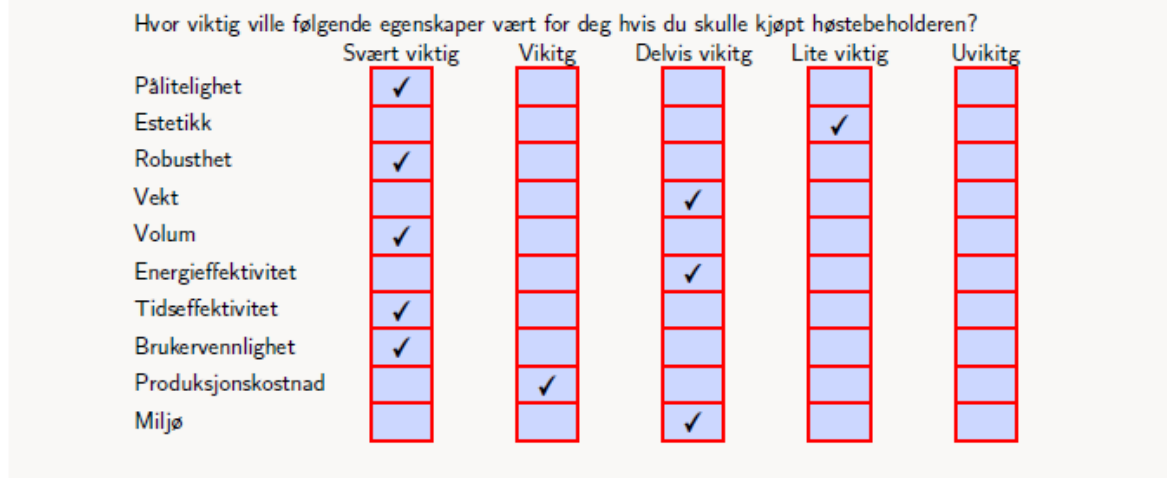 Hvor viktig ville følgende egenskaper vært for deg hvis du skulle kjøpt høstebeholderen?
Svært viktig Vikitg Delvis vikitg Lite viktig Uvikitg
Pålitelighet ✓
Estetikk ✓
Robusthet ✓
Vekt ✓
Volum ✓
Energieffektivitet ✓
Tidseffektivitet ✓
Brukervennlighet ✓
Produksjonskostnad ✓
Miljø ✓